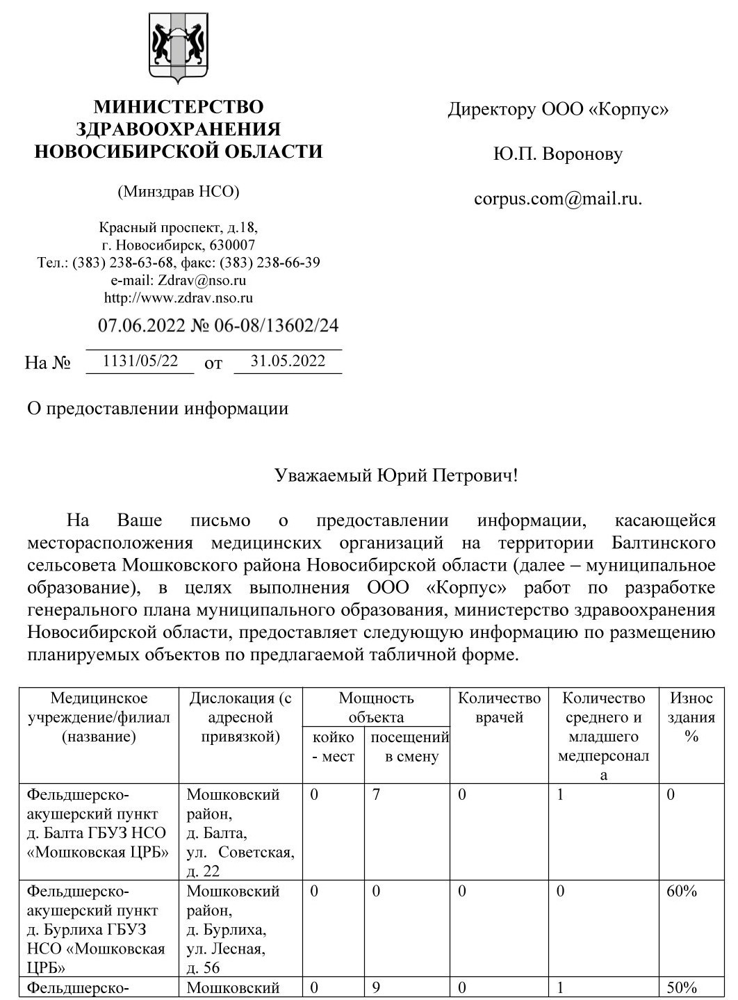 МИНИСТЕРСТВО
ЗДРАВООХРАНЕНИЯ
НОВОСИБИРСКОЙ ОБЛАСТИ
(Минздрав НСО)
Красный проспект, д.18,
г. Новосибирск, 630007
Тел.: (383) 238-63-68, факс: (383) 238-66-39
e-mail: Zdrav@nso.ru
http://www.zdrav.nso.ru
07.06.2022 № 06-08/13602/24
На № 1131/05/22 от 31.05.2022
Директору ООО «Корпус»
Ю.П. Воронову
corpus.com@mail.ru.
О предоставлении информации
Уважаемый Юрий Петрович!
На Ваше письмо о предоставлении информации, касающейся
месторасположения медицинских организаций на территории Балтинского
сельсовета Мошковского района Новосибирской области (далее – муниципальное
образование), в целях выполнения ООО «Корпус» работ по разработке
генерального плана муниципального образования, министерство здравоохранения
Новосибирской области, предоставляет следующую информацию по размещению
планируемых объектов по предлагаемой табличной форме.
Медицинское
учреждение/филиал
(название)
Дислокация (с
адресной
привязкой)
Мощность
объекта
койко
- мест
посещений
в смену
Количество
врачей
Количество
среднего и
младшего
медперсонал
а
Износ
здания
%
Фельдшерско-
акушерский пункт
д. Балта ГБУЗ НСО
«Мошковская ЦРБ»
Мошковский
район,
д. Балта,
ул. Советская,
д. 22
0
7
0
1
0
Фельдшерско-
акушерский пункт
д. Бурлиха ГБУЗ
НСО «Мошковская
ЦРБ»
Мошковский
район,
д. Бурлиха,
ул. Лесная,
д. 56
0
0
0
0
60%
Фельдшерско-
Мошковский
0
9
0
1
50%